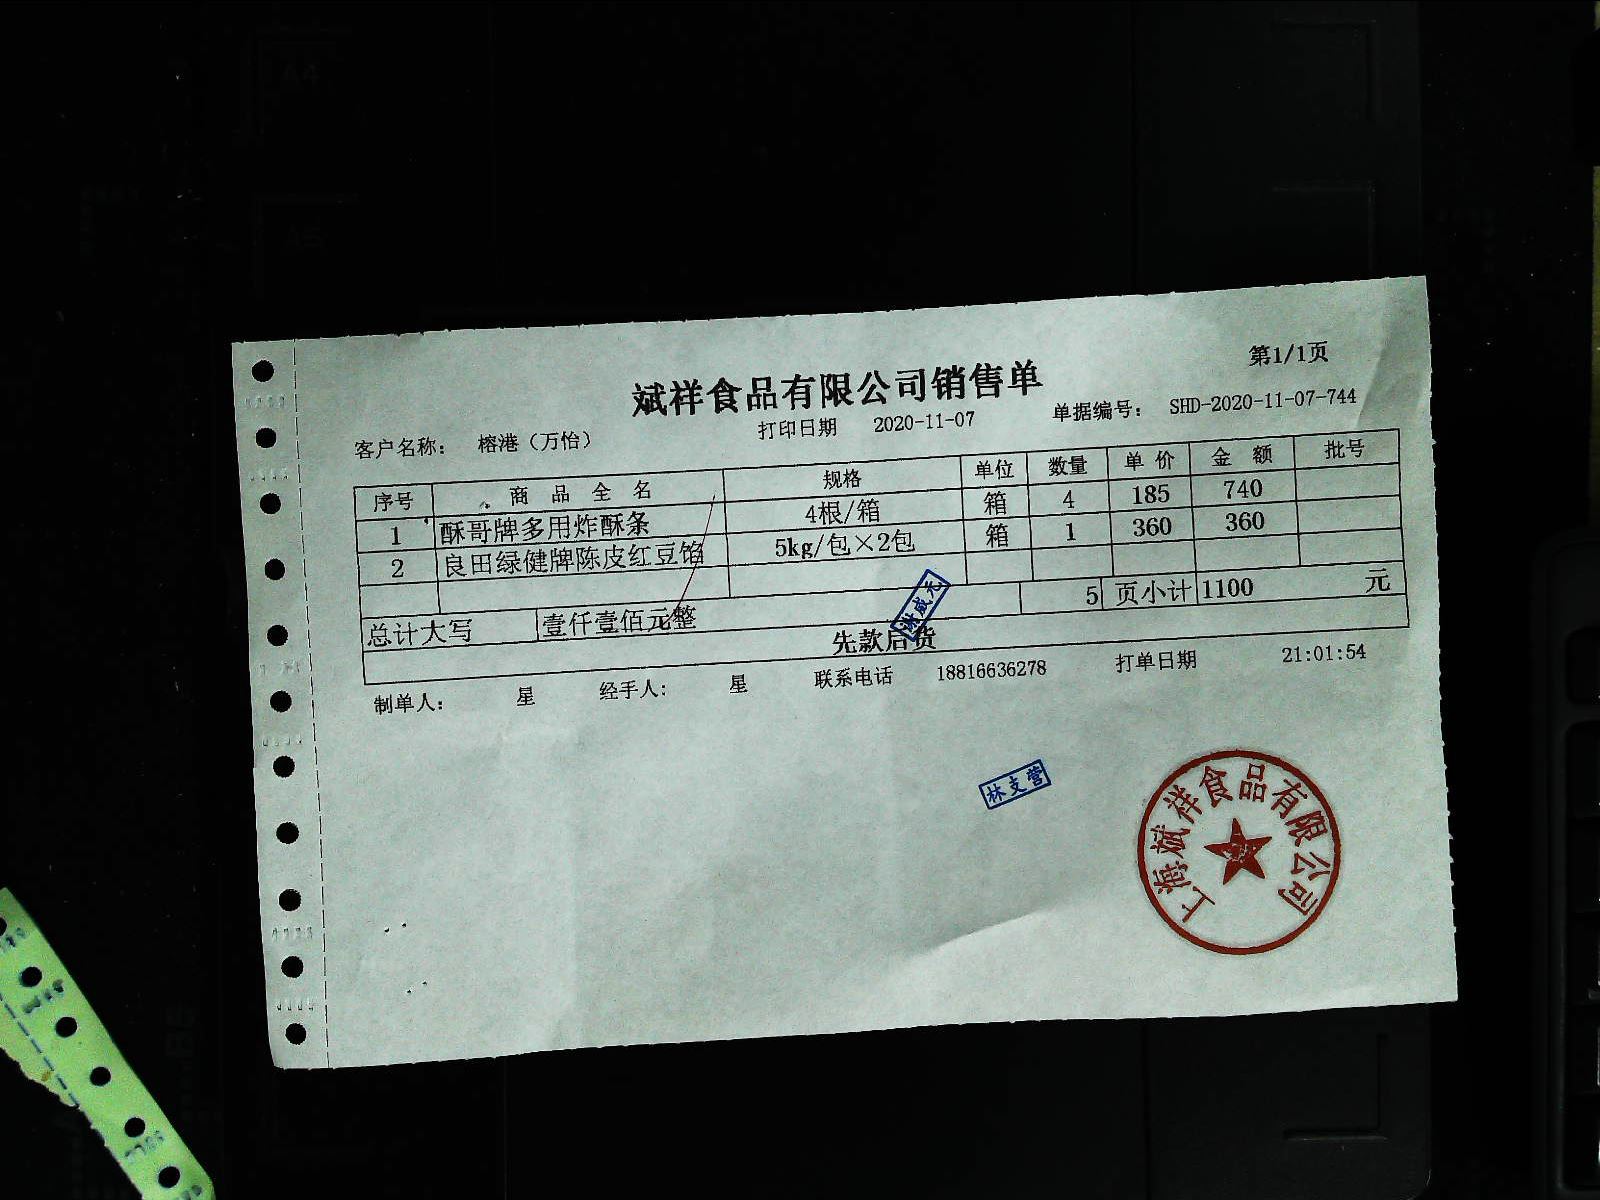 第1/1页
斌祥食品有限公司销售单
客户名称： 榕港（万怡） 打印日期 2020-11-07 单据编号： SHD-2020-11-07-744
序号 商品全名 规格 单位 数量 单价 金额 批号
1 酥哥牌多用炸酥条 4根/箱 箱 4 185 740
2 良田绿健牌陈皮红豆馅 5kg/包×2包 箱 1 360 360
5 页小计 1100 元
总计大写 壹仟壹佰元整
先款后货
制单人： 星 经手人： 星 联系电话 18816636278 打单日期 21:01:54
林支营
上海斌祥食品有限公司
A4
A5